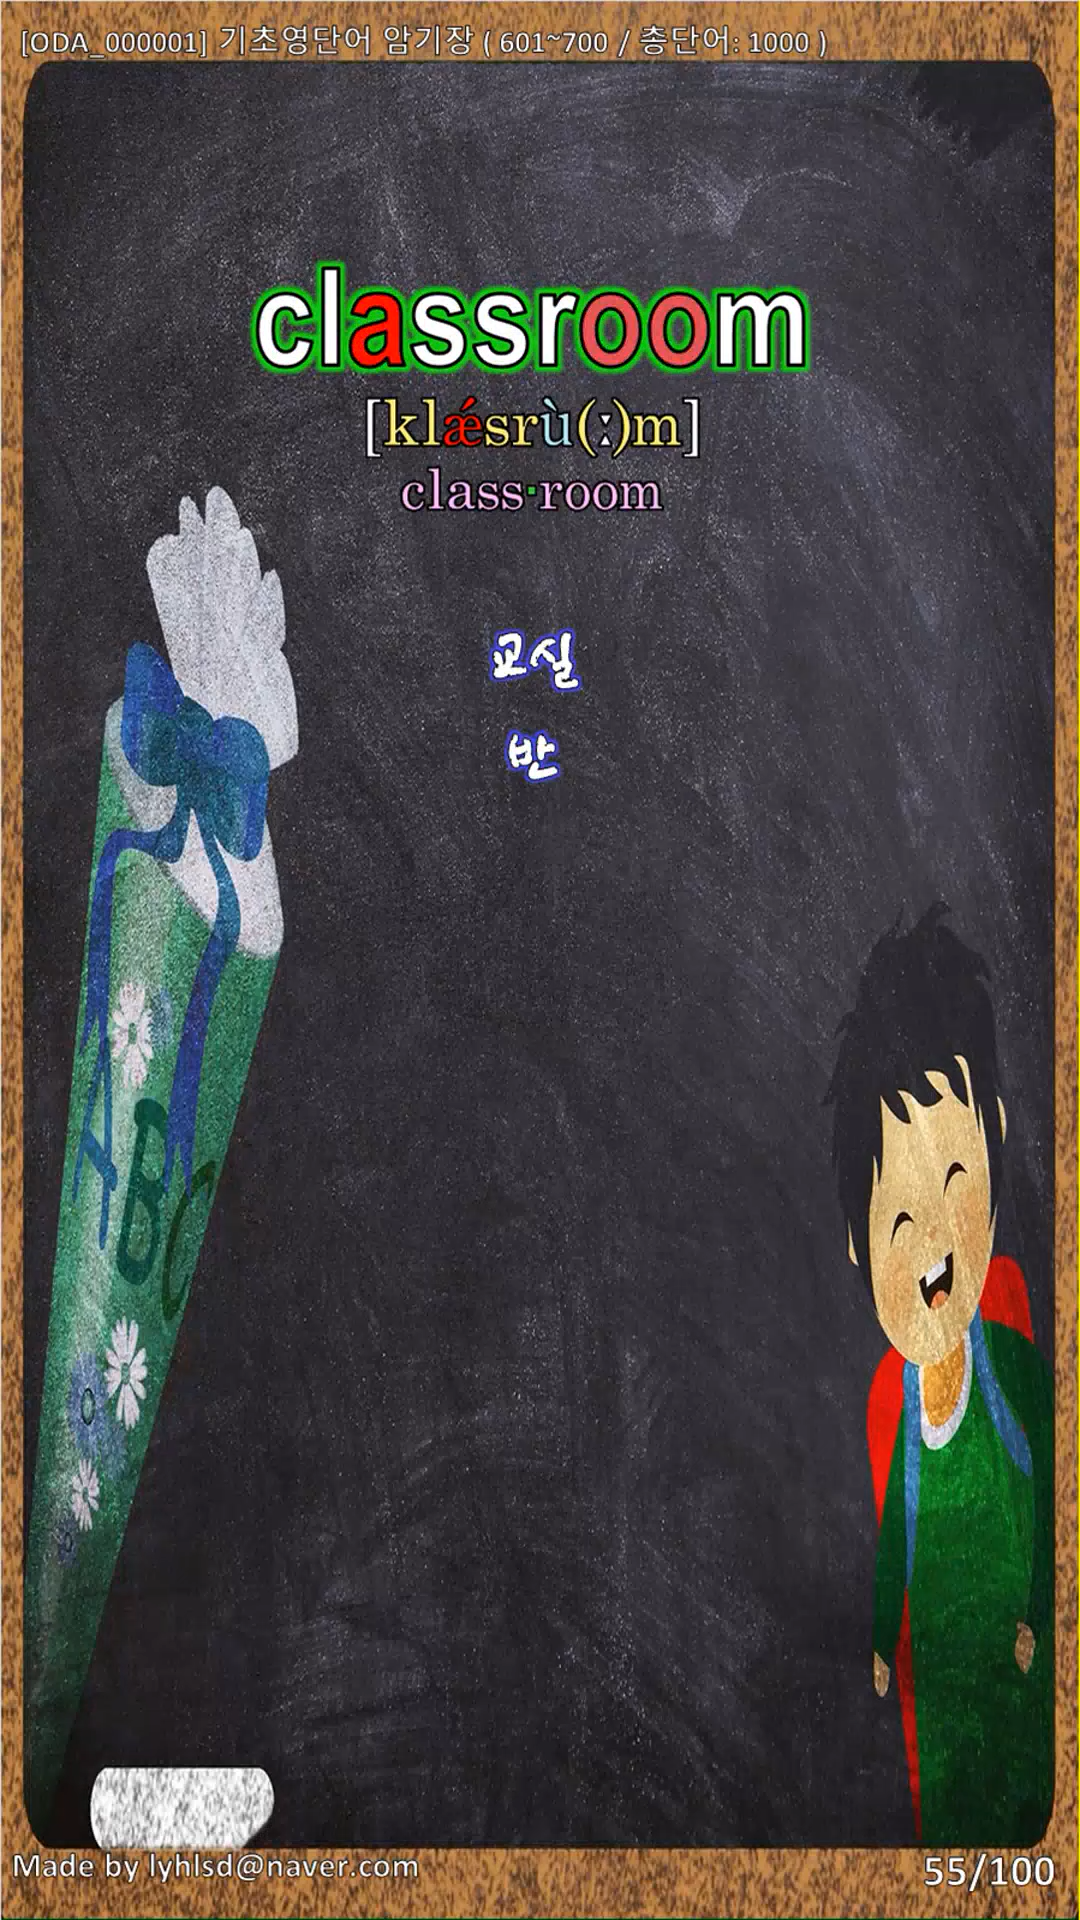 [ODA_000001] 기초영단어 암기장 ( 601~700 / 총단어: 1000 )
classroom
[klǽsrù(ː)m]
class·room
교실
반
ABC
Made by lyhlsd@naver.com
55/100